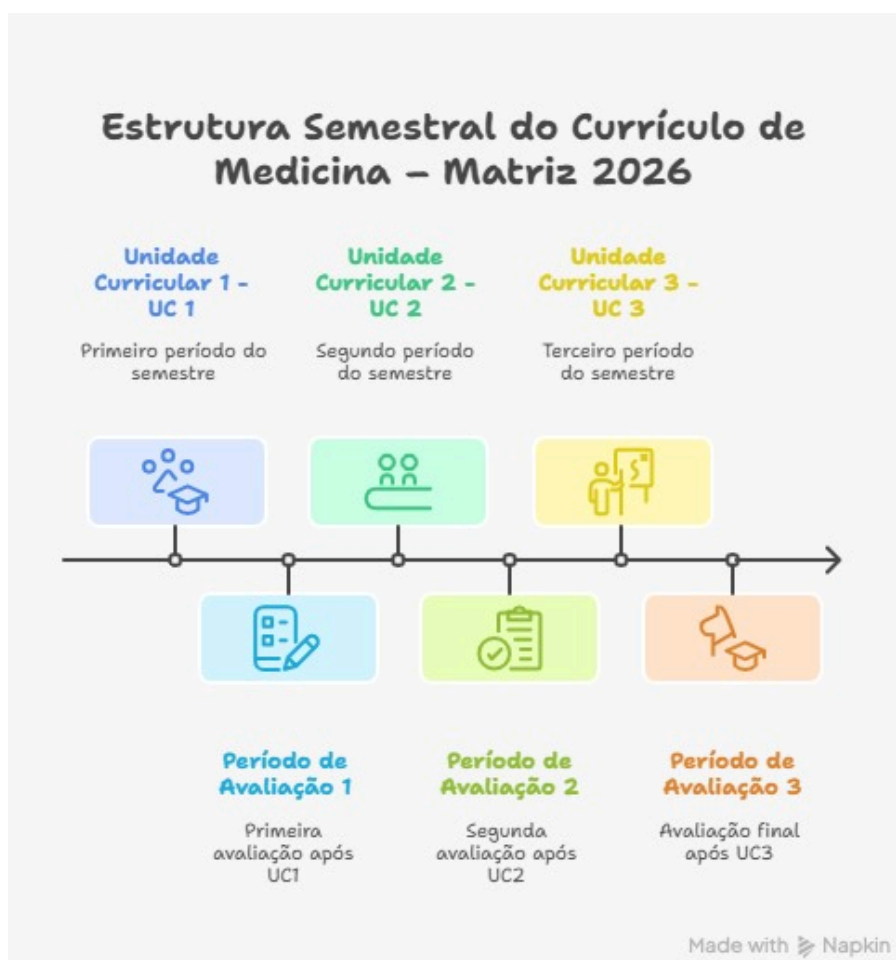 Estrutura Semestral do Currículo de
Medicina – Matriz 2026
Unidade
Curricular 1 -
UC 1
Primeiro período do
semestre
Unidade
Curricular 2 -
UC 2
Segundo período
do semestre
Unidade
Curricular 3 -
UC 3
Terceiro período
do semestre
Período de
Avaliação 1
Primeira
avaliação após
UC1
Período de
Avaliação 2
Segunda
avaliação após
UC2
Período de
Avaliação 3
Avaliação final
após UC3
Made with Napkin